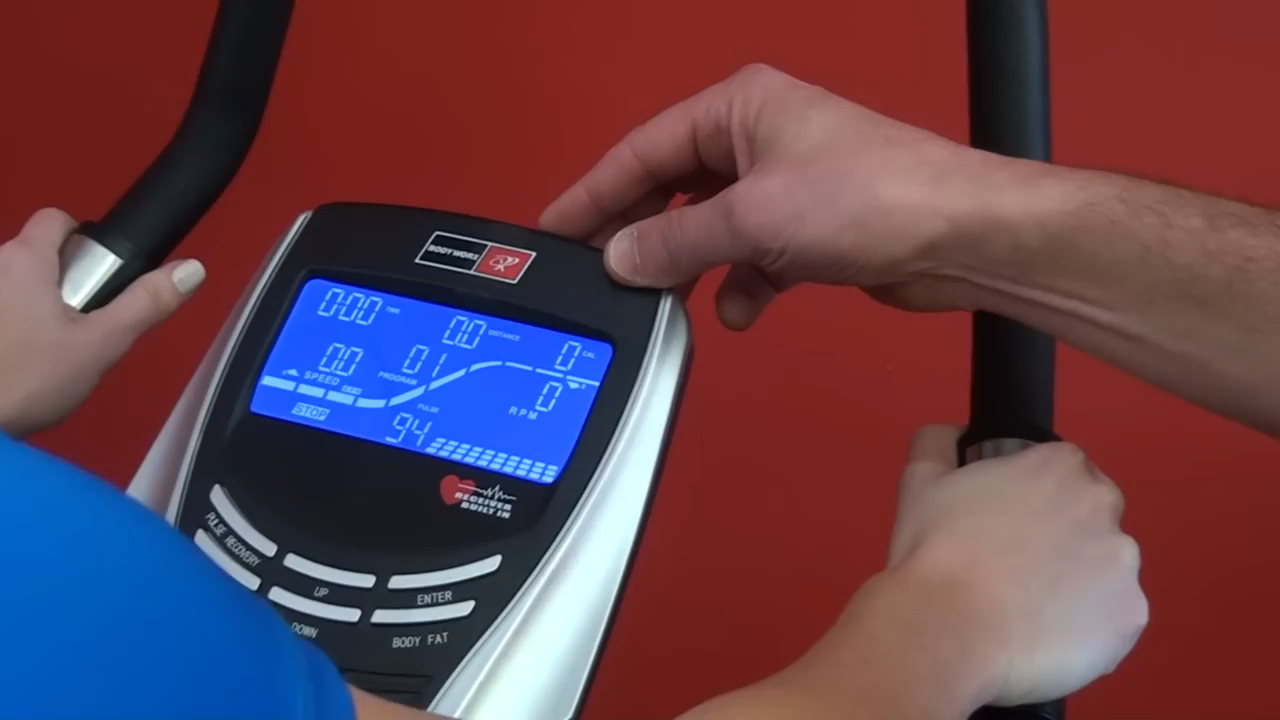 BODYWORX
0:00 TIME
0.0 DISTANCE
0 CAL
0.0 SPEED
PROGRAM 01
0 RPM
STOP
PULSE 94
RECEIVER
BUILT IN
PULSE RECOVERY
UP
ENTER
DOWN
BODY FAT